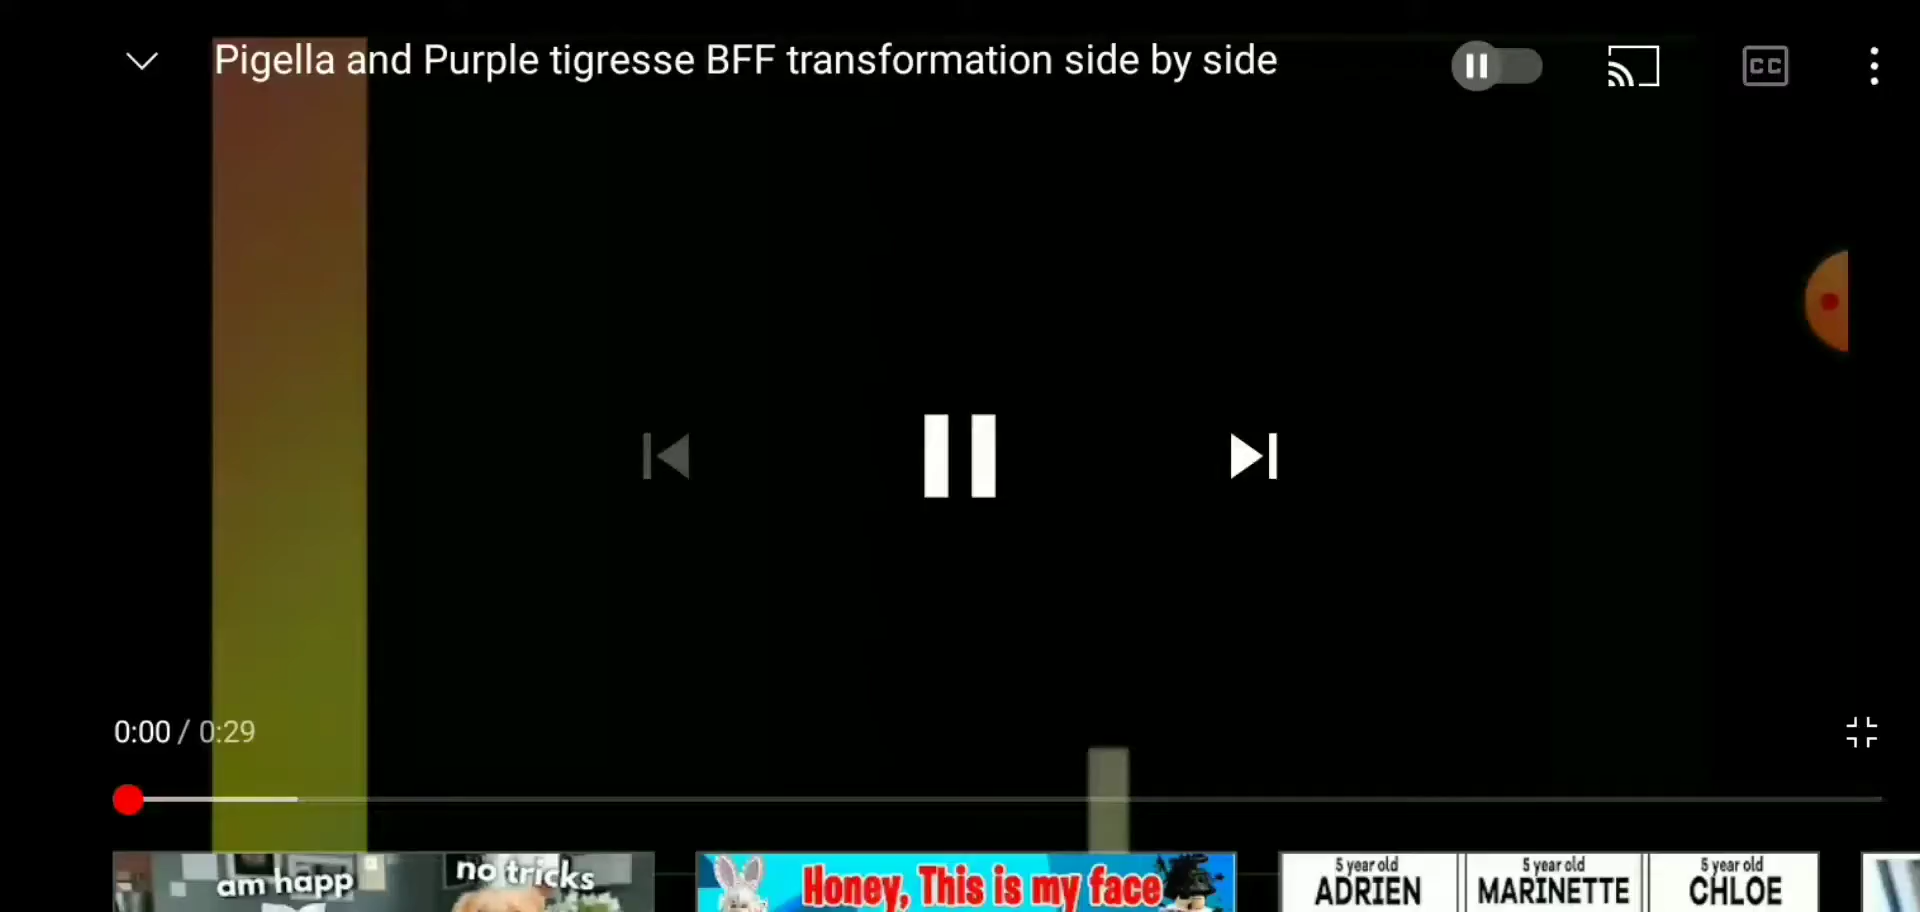 Pigella and Purple tigresse BFF transformation side by side
CC
0:00 / 0:29
am happ
no tricks
Honey, This is my face
5 year old
ADRIEN
5 year old
MARINETTE
5 year old
CHLOE